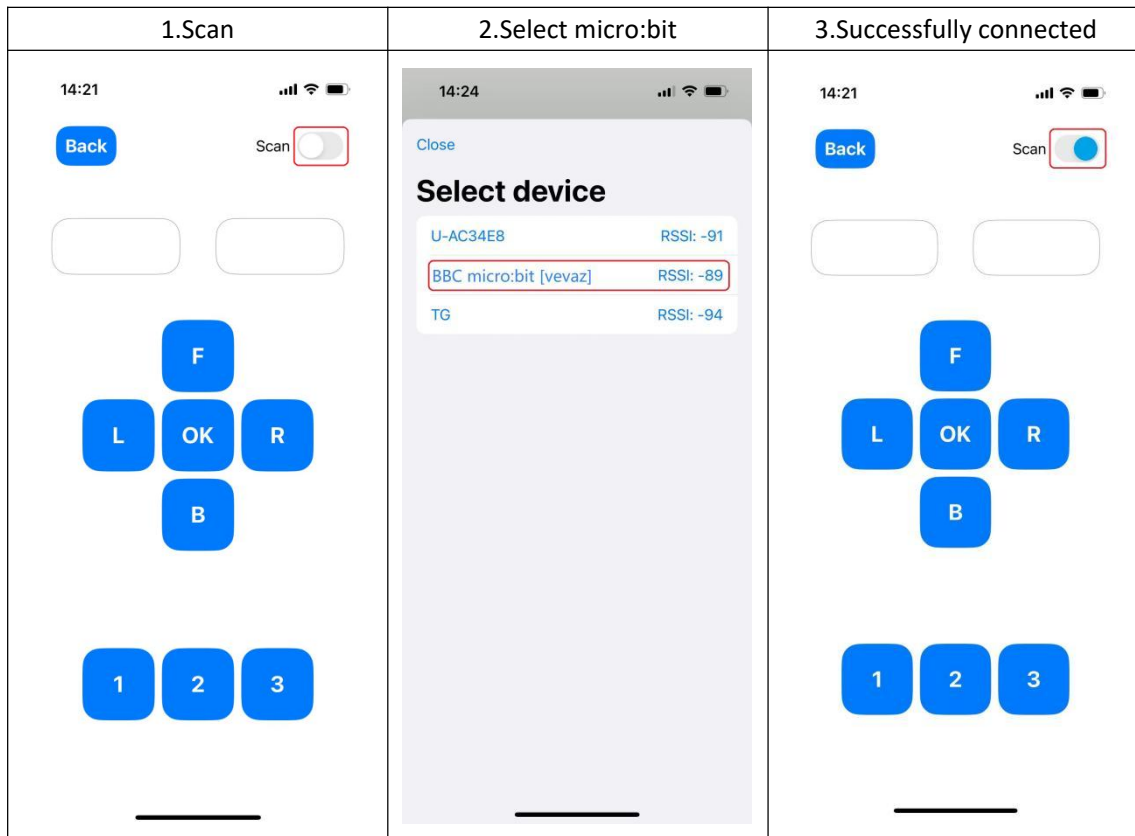 1.Scan
2.Select micro:bit
3.Successfully connected
14:21
Back
Scan
F
L OK R
B
1 2 3
14:24
Close
Select device
U-AC34E8 RSSI: -91
BBC micro:bit [vevaz] RSSI: -89
TG RSSI: -94
14:21
Back
Scan
F
L OK R
B
1 2 3